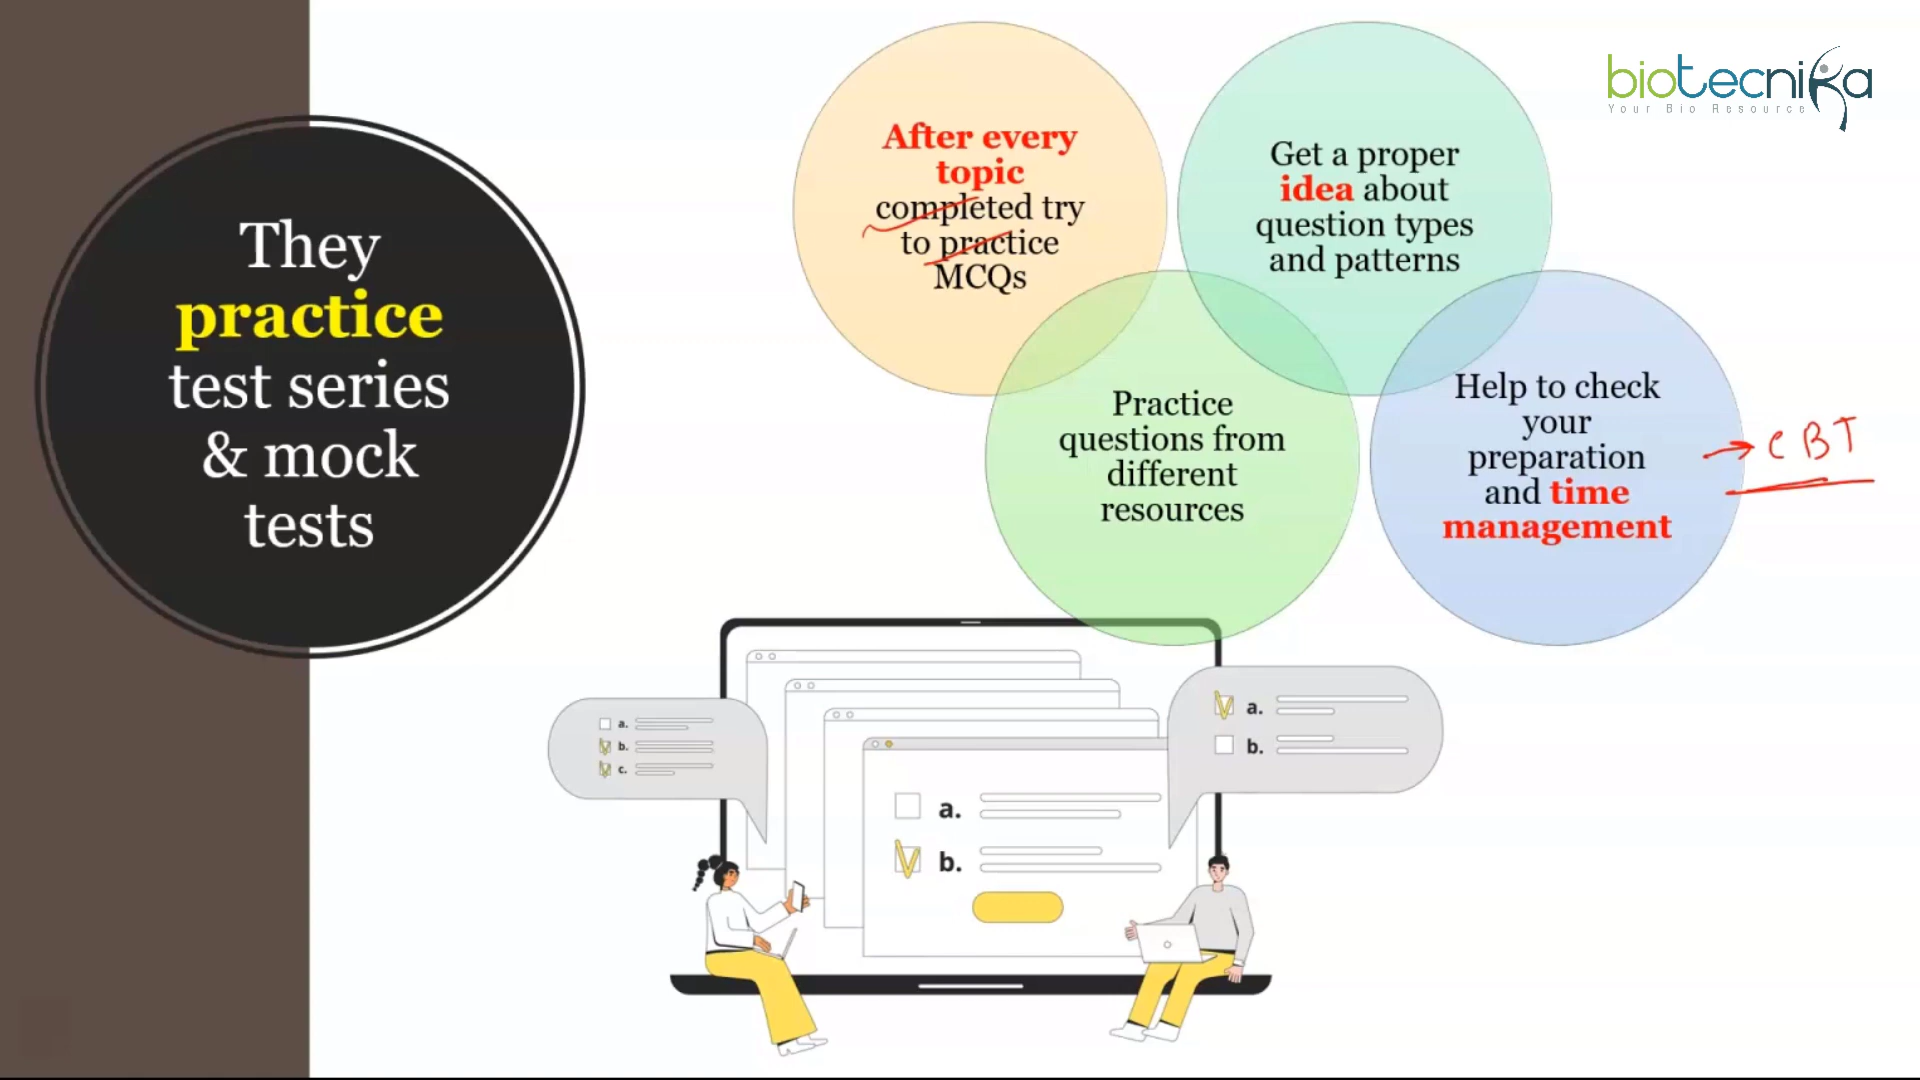 They
practice
test series
& mock
tests
After every
topic
completed try
to practice
MCQs
Get a proper
idea about
question types
and patterns
biotecnika
Your Bio Resource
Practice
questions from
different
resources
Help to check
your
preparation
and time
management
→ CBT
a.
b.
c.
a.
b.
a.
b.